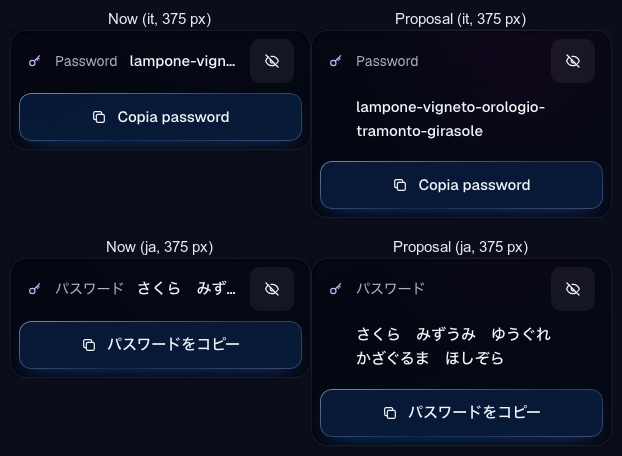 Now (it, 375 px)
Password lampone-vign...
Copia password
Proposal (it, 375 px)
Password
lampone-vigneto-orologio-
tramonto-girasole
Copia password
Now (ja, 375 px)
パスワード さくら　みず...
パスワードをコピー
Proposal (ja, 375 px)
パスワード
さくら　みずうみ　ゆうぐれ
かざぐるま　ほしぞら
パスワードをコピー